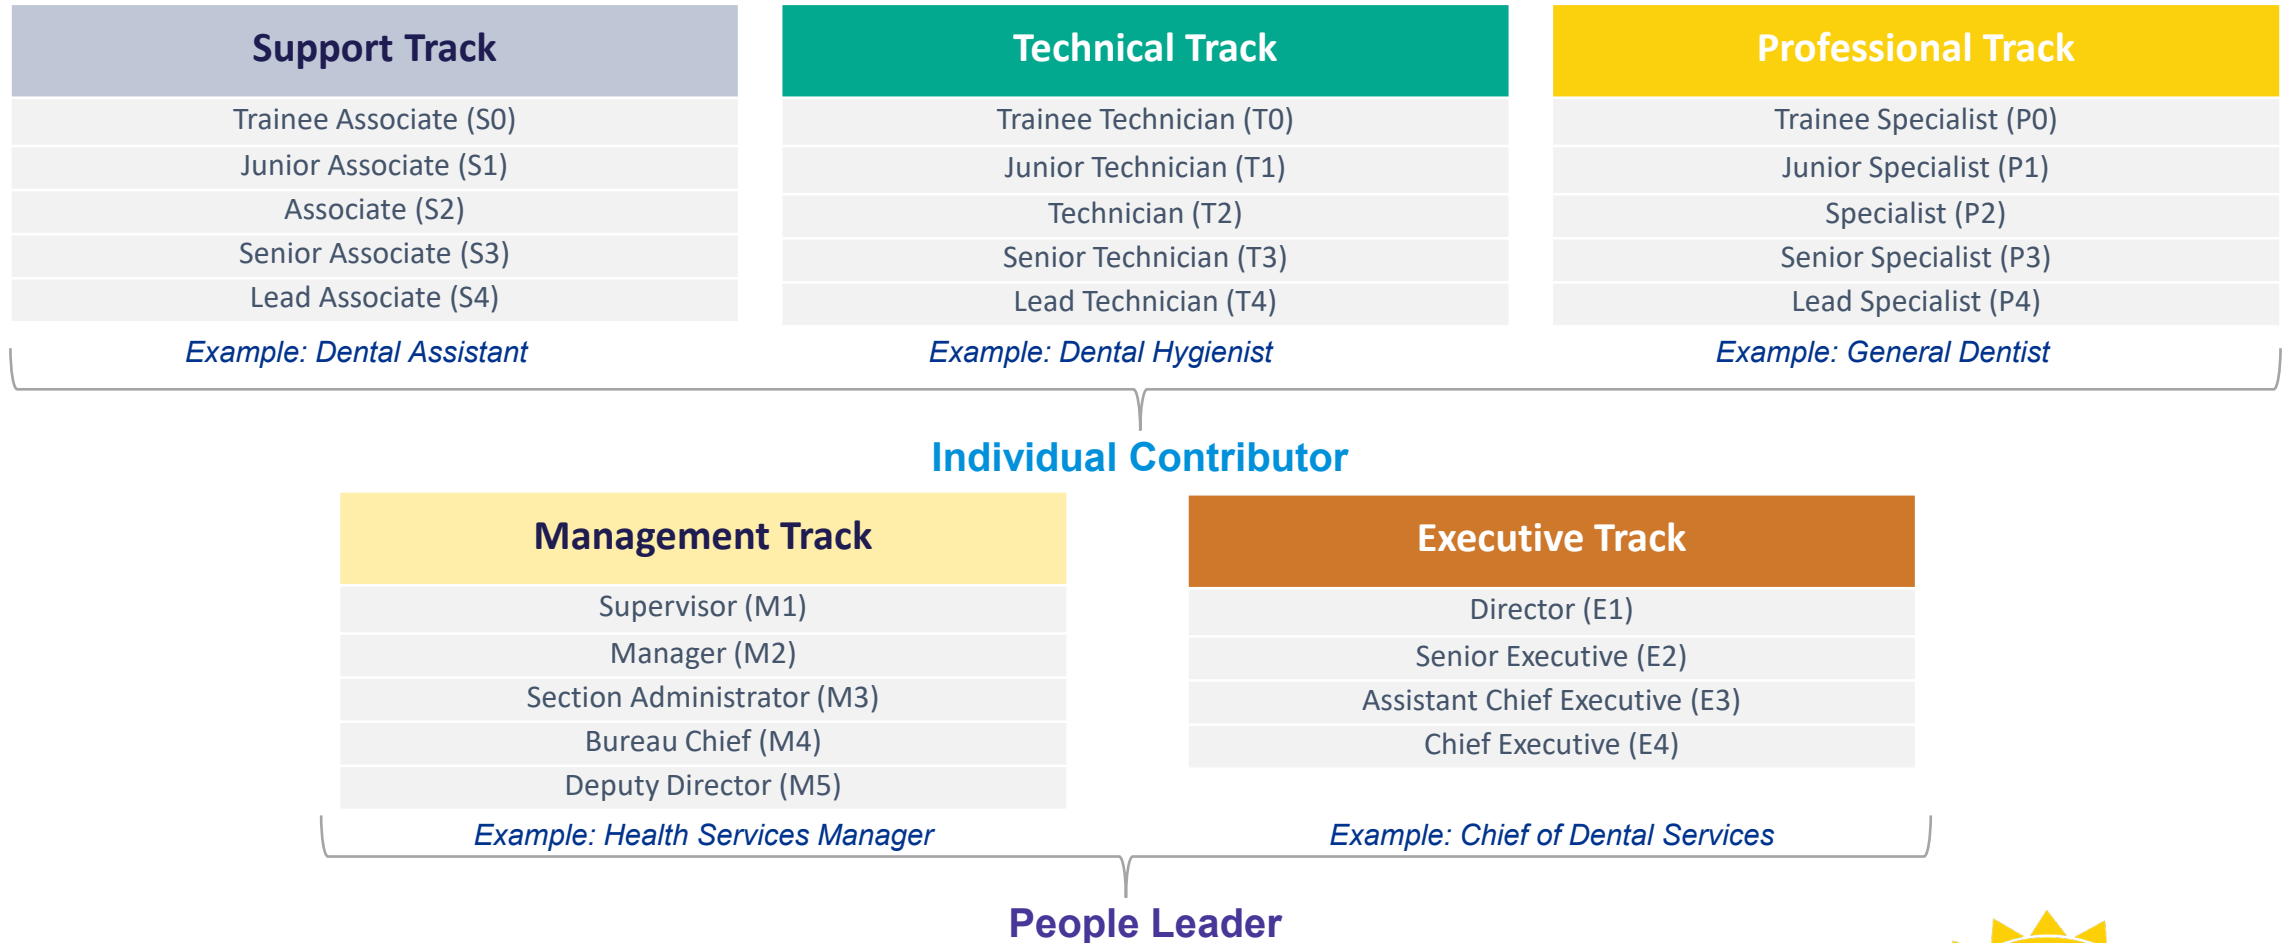 Support Track
Trainee Associate (S0)
Junior Associate (S1)
Associate (S2)
Senior Associate (S3)
Lead Associate (S4)
Example: Dental Assistant
Technical Track
Trainee Technician (T0)
Junior Technician (T1)
Technician (T2)
Senior Technician (T3)
Lead Technician (T4)
Example: Dental Hygienist
Professional Track
Trainee Specialist (P0)
Junior Specialist (P1)
Specialist (P2)
Senior Specialist (P3)
Lead Specialist (P4)
Example: General Dentist
Individual Contributor
Management Track
Supervisor (M1)
Manager (M2)
Section Administrator (M3)
Bureau Chief (M4)
Deputy Director (M5)
Example: Health Services Manager
Executive Track
Director (E1)
Senior Executive (E2)
Assistant Chief Executive (E3)
Chief Executive (E4)
Example: Chief of Dental Services
People Leader